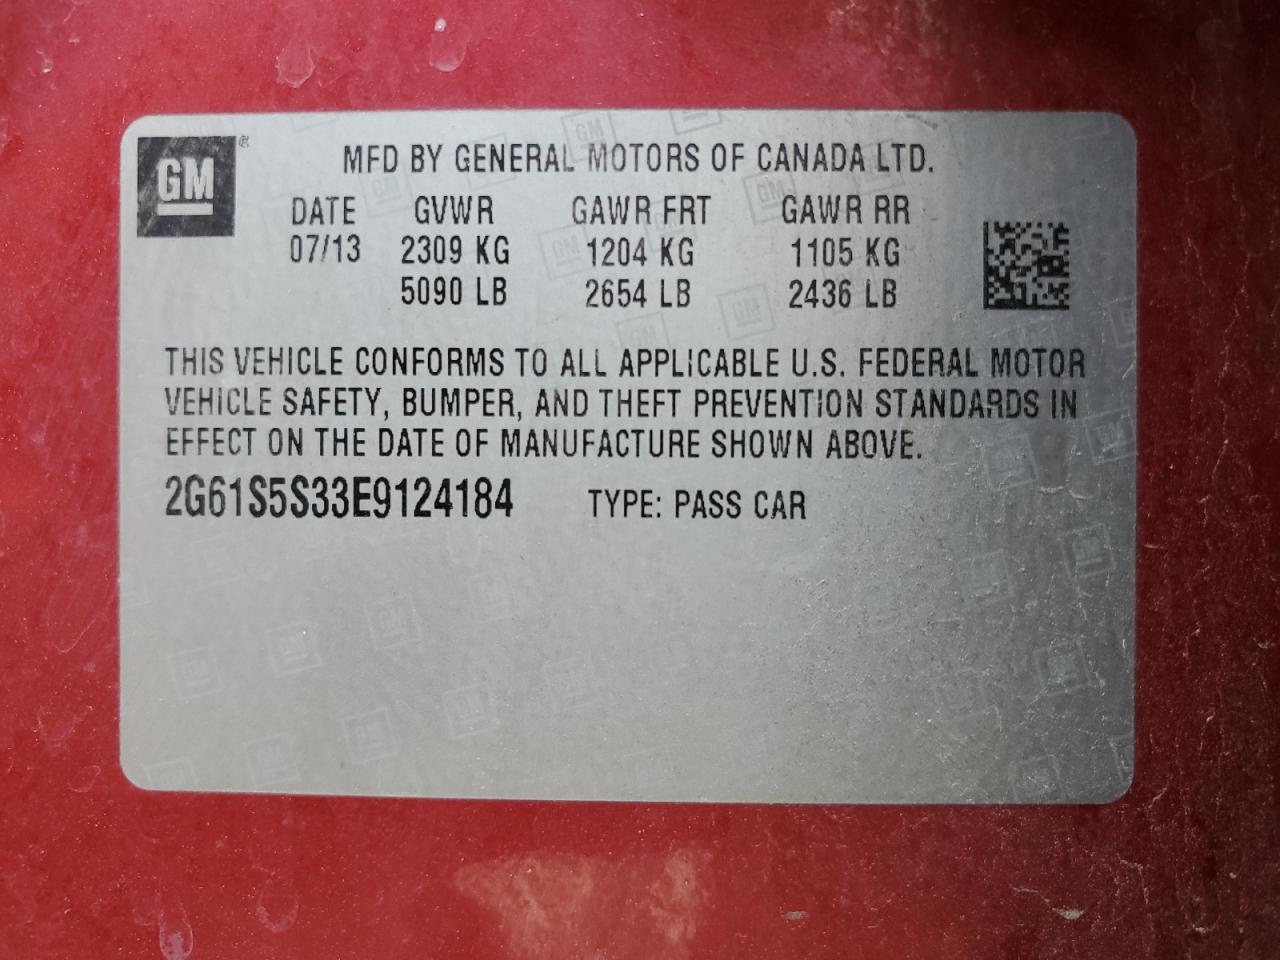 GM
MFD BY GENERAL MOTORS OF CANADA LTD.
DATE GVWR GAWR FRT GAWR RR
07/13 2309 KG 1204 KG 1105 KG
5090 LB 2654 LB 2436 LB
THIS VEHICLE CONFORMS TO ALL APPLICABLE U.S. FEDERAL MOTOR
VEHICLE SAFETY, BUMPER, AND THEFT PREVENTION STANDARDS IN
EFFECT ON THE DATE OF MANUFACTURE SHOWN ABOVE.
2G61S5S33E9124184 TYPE: PASS CAR